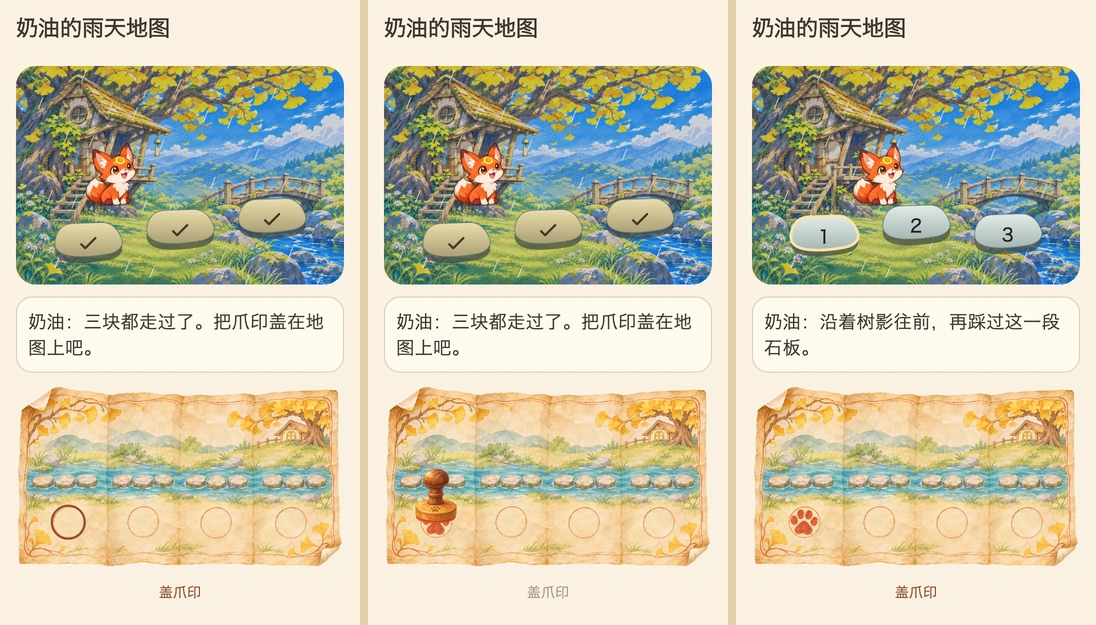 奶油的雨天地图
奶油：三块都走过了。把爪印盖在地
图上吧。
盖爪印
奶油的雨天地图
奶油：三块都走过了。把爪印盖在地
图上吧。
盖爪印
奶油的雨天地图
1
2
3
奶油：沿着树影往前，再踩过这一段
石板。
盖爪印